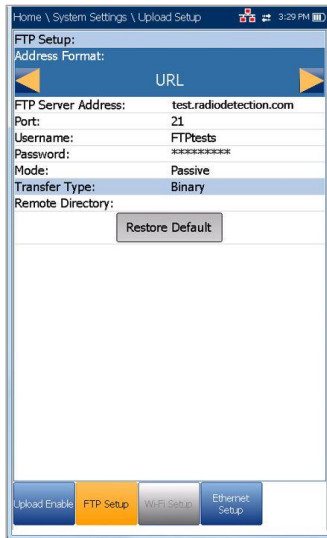 Home \ System Settings \ Upload Setup 3:29 PM
FTP Setup:
Address Format:
URL
FTP Server Address: test.radiodetection.com
Port: 21
Username: FTPtests
Password: *********
Mode: Passive
Transfer Type: Binary
Remote Directory:
Restore Default
Upload Enable FTP Setup Wi-Fi Setup Ethernet
Setup